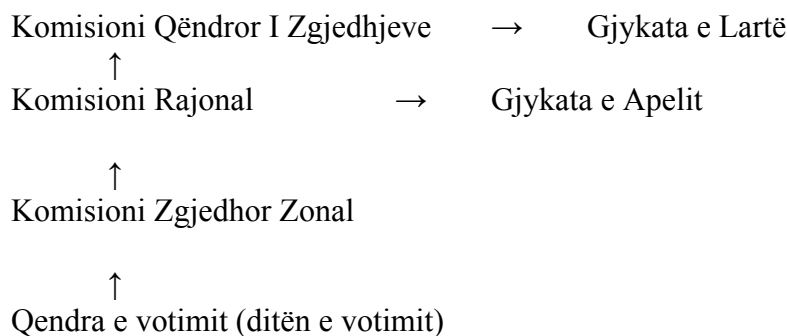 Komisioni Qëndror I Zgjedhjeve → Gjykata e Lartë
↑
Komisioni Rajonal → Gjykata e Apelit
↑
Komisioni Zgjedhor Zonal
↑
Qendra e votimit (ditën e votimit)